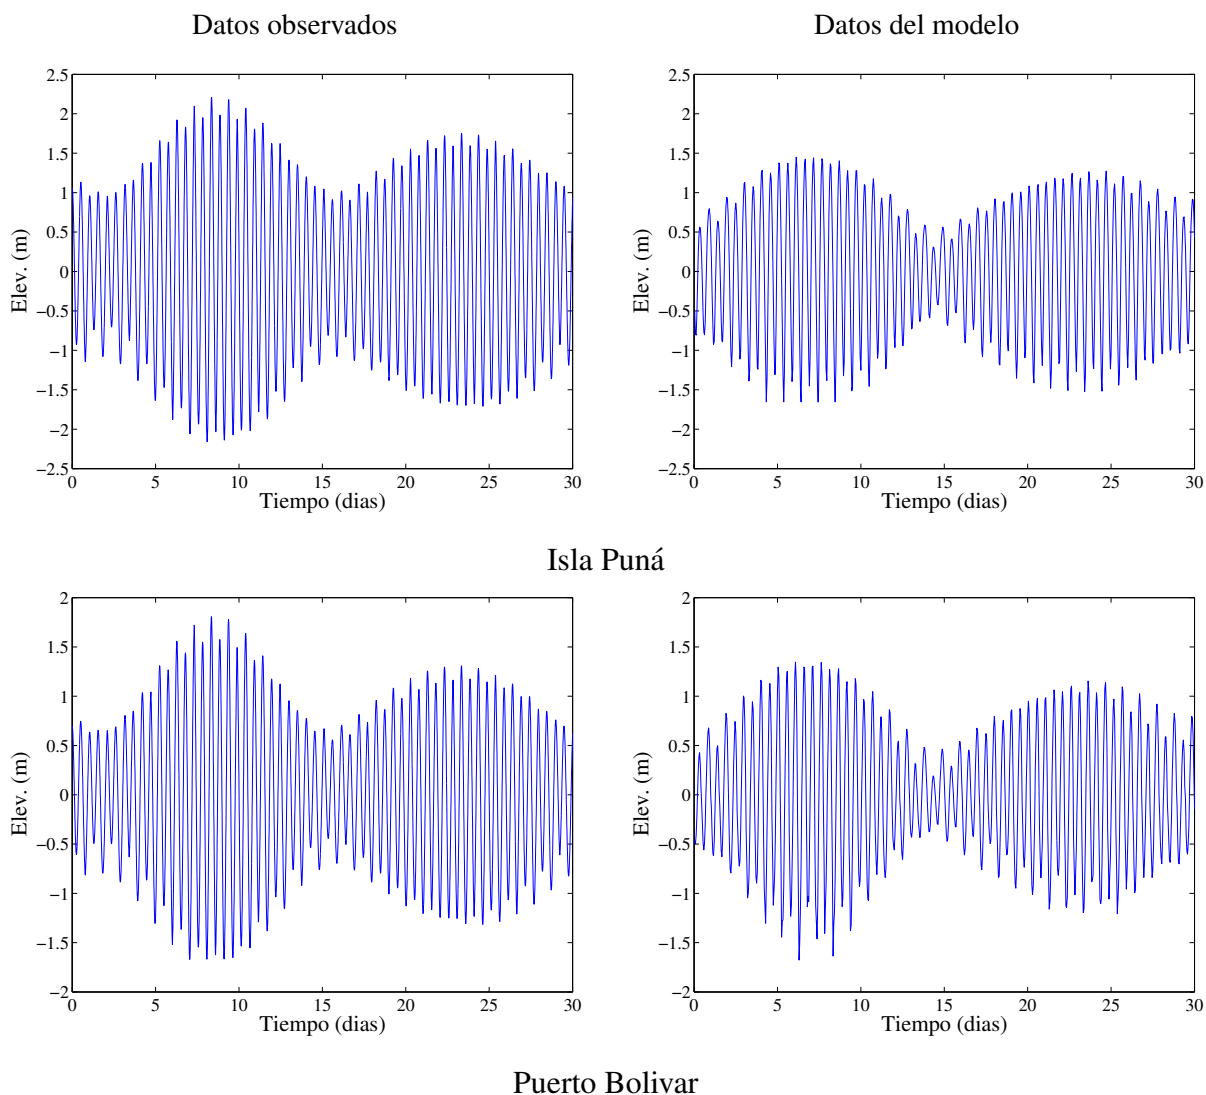 Datos observados
Datos del modelo
2.5
2
1.5
1
0.5
0
−0.5
−1
−1.5
−2
−2.5
Elev. (m)
0 5 10 15 20 25 30
Tiempo (dias)
2.5
2
1.5
1
0.5
0
−0.5
−1
−1.5
−2
−2.5
Elev. (m)
0 5 10 15 20 25 30
Tiempo (dias)
Isla Puná
2
1.5
1
0.5
0
−0.5
−1
−1.5
−2
Elev. (m)
0 5 10 15 20 25 30
Tiempo (dias)
2
1.5
1
0.5
0
−0.5
−1
−1.5
−2
Elev. (m)
0 5 10 15 20 25 30
Tiempo (dias)
Puerto Bolivar